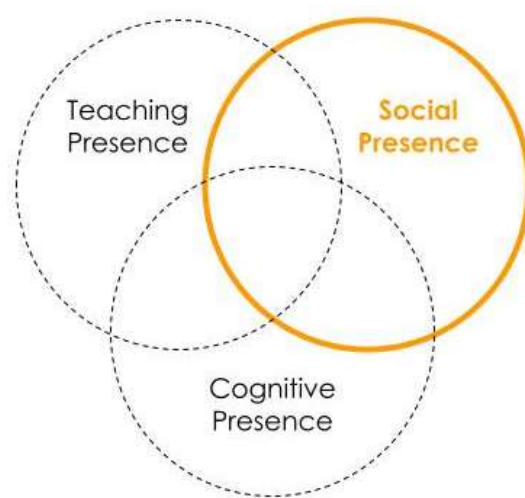 Teaching
Presence
Social
Presence
Cognitive
Presence